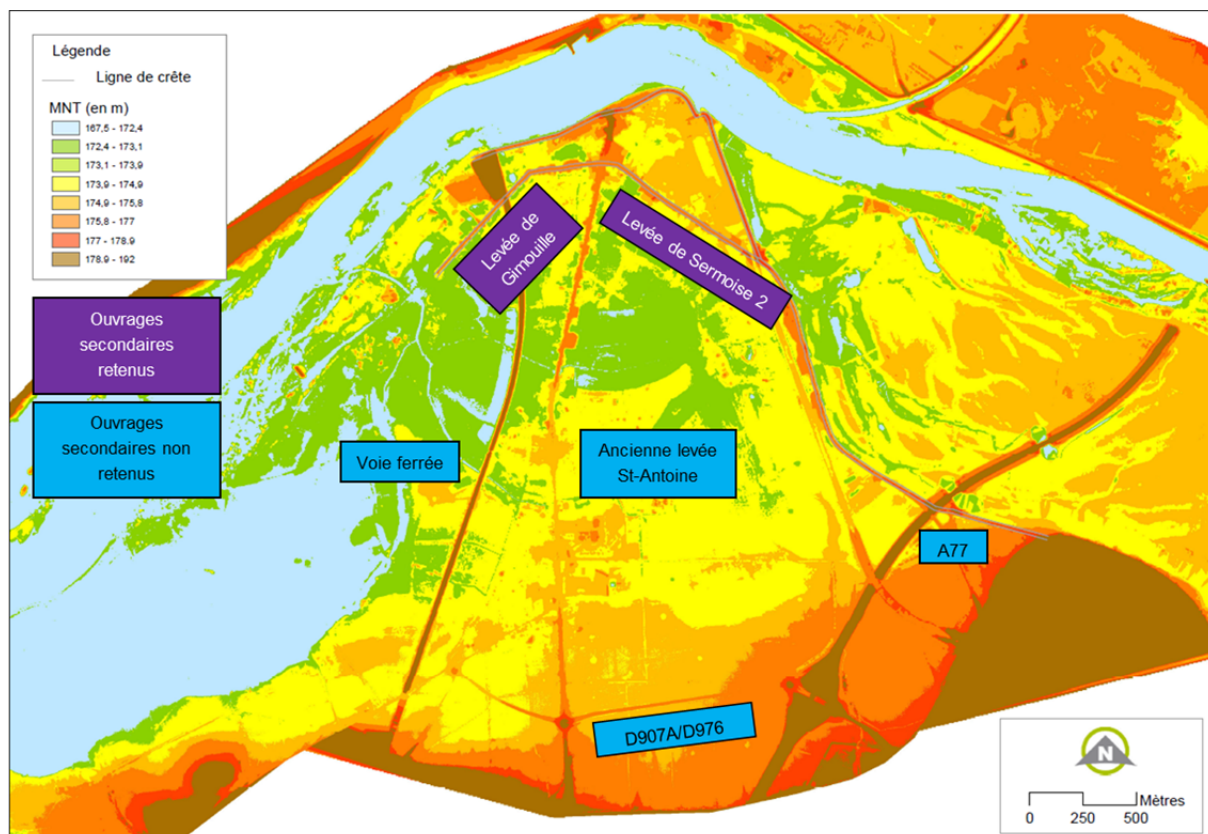 Légende
Ligne de crête
MNT (en m)
167,5 - 172,4
172,4 - 173,1
173,1 - 173,9
173,9 - 174,9
174,9 - 175,8
175,8 - 177
177 - 178,9
178,9 - 192
Ouvrages
secondaires
retenus
Ouvrages
secondaires non
retenus
Levée de
Gimouille
Levée de Sermoise 2
Voie ferrée
Ancienne levée
St-Antoine
A77
D907A/D976
N
Mètres
0 250 500